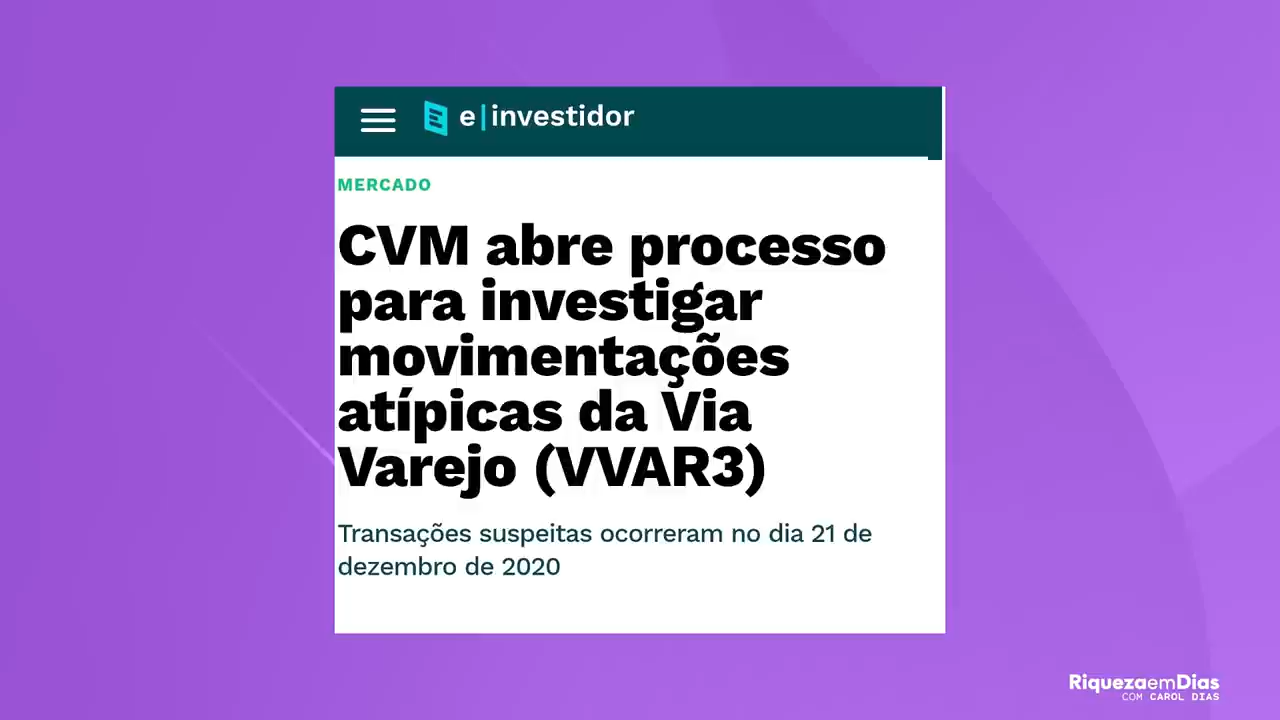 e|investidor
MERCADO
CVM abre processo
para investigar
movimentações
atípicas da Via
Varejo (VVAR3)
Transações suspeitas ocorreram no dia 21 de
dezembro de 2020
RiquezaemDias
COM CAROL DIAS